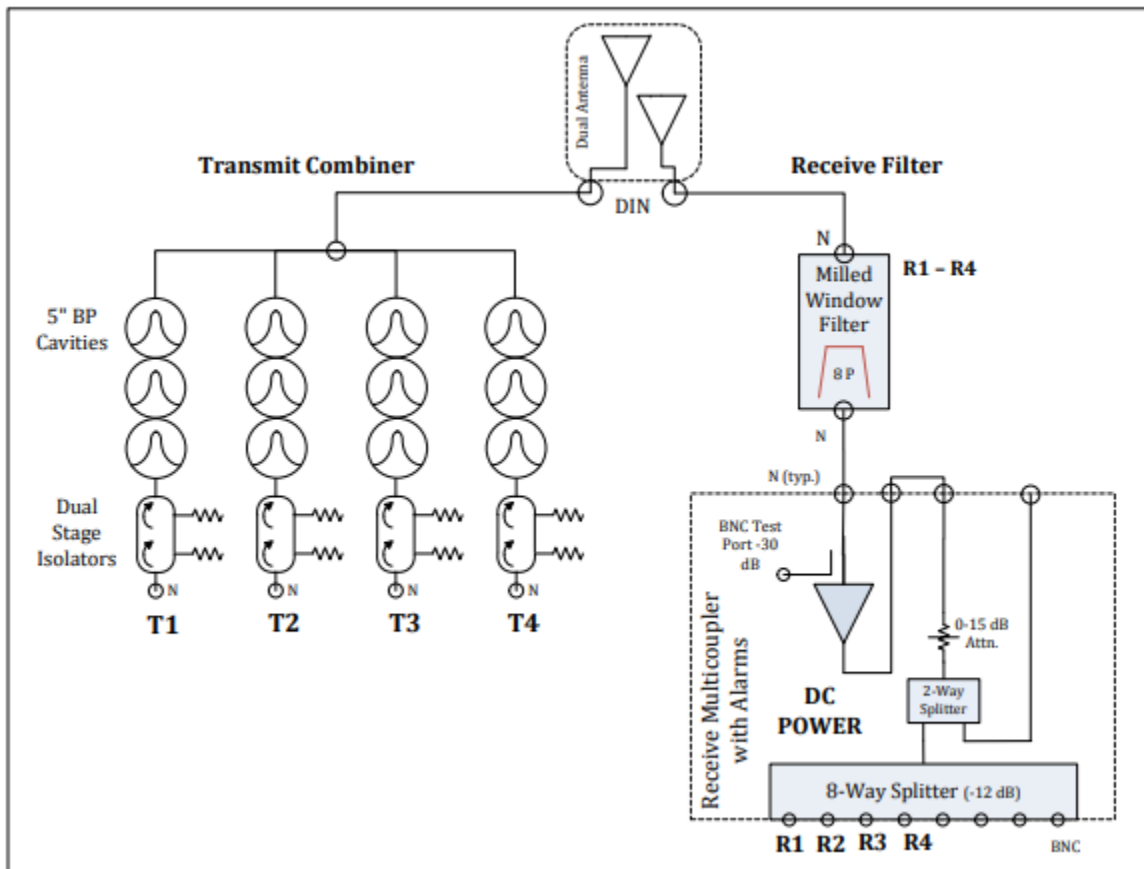 Dual Antenna
Transmit Combiner
Receive Filter
DIN
N
R1 – R4
Milled
Window
Filter
8 P
N
5" BP
Cavities
Dual
Stage
Isolators
N
N
N
N
T1
T2
T3
T4
N (typ.)
BNC Test
Port -30
dB
0-15 dB
Attn.
2-Way
Splitter
DC
POWER
Receive Multicoupler
with Alarms
8-Way Splitter (-12 dB)
R1
R2
R3
R4
BNC